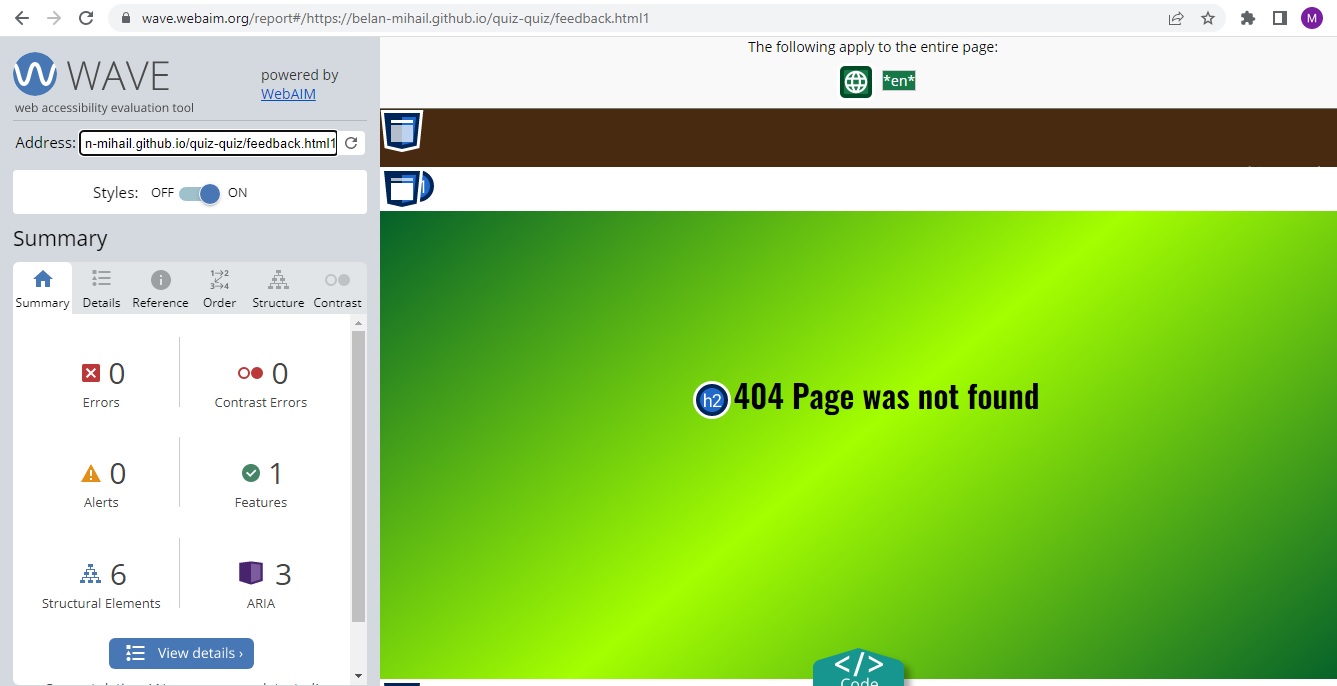 wave.webaim.org/report#/https://belan-mihail.github.io/quiz-quiz/feedback.html1
M
WAVE
powered by
WebAIM
web accessibility evaluation tool
Address: n-mihail.github.io/quiz-quiz/feedback.html1
Styles: OFF ON
Summary
Summary Details Reference Order Structure Contrast
0 0
Errors Contrast Errors
0 1
Alerts Features
6 3
Structural Elements ARIA
View details ›
The following apply to the entire page:
*en*
h2 404 Page was not found
</>
Code